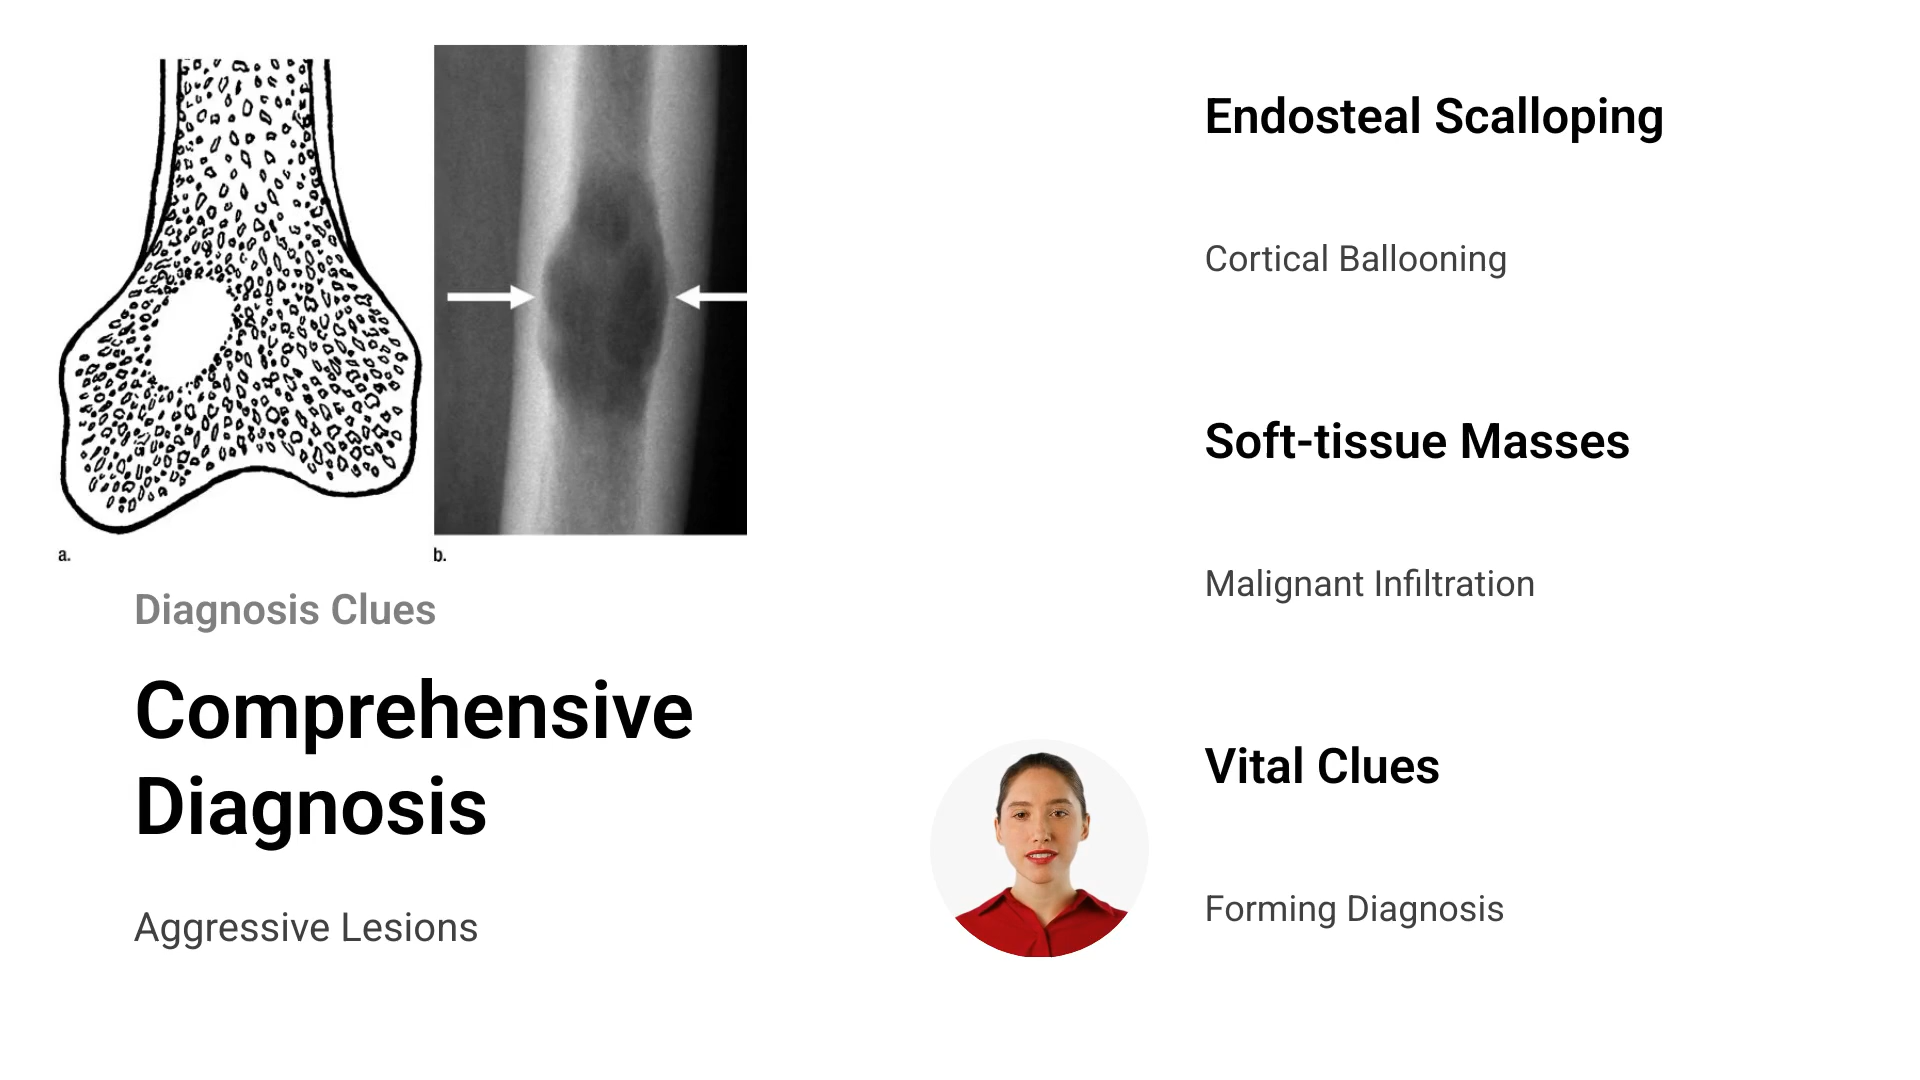 a.
b.
Diagnosis Clues
Comprehensive
Diagnosis
Aggressive Lesions
Endosteal Scalloping
Cortical Ballooning
Soft-tissue Masses
Malignant Infiltration
Vital Clues
Forming Diagnosis